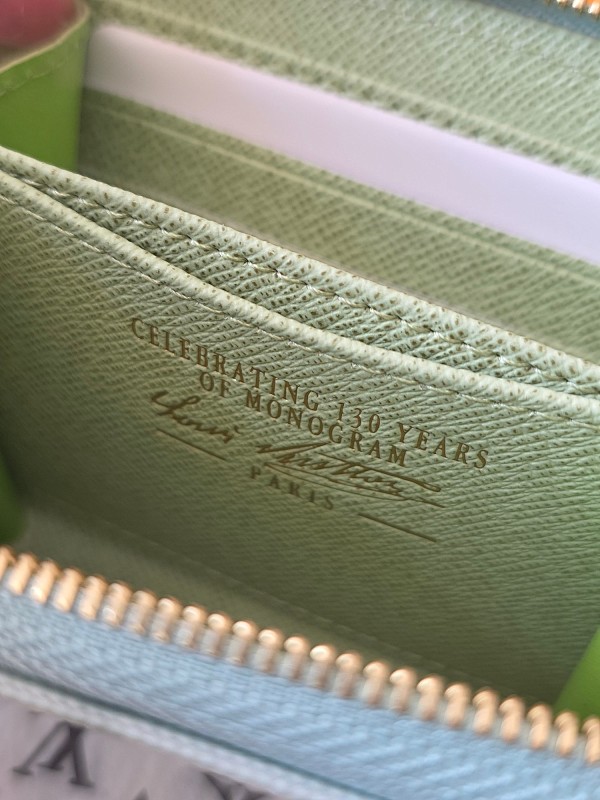 CELEBRATING 130 YEARS
OF MONOGRAM
PARIS